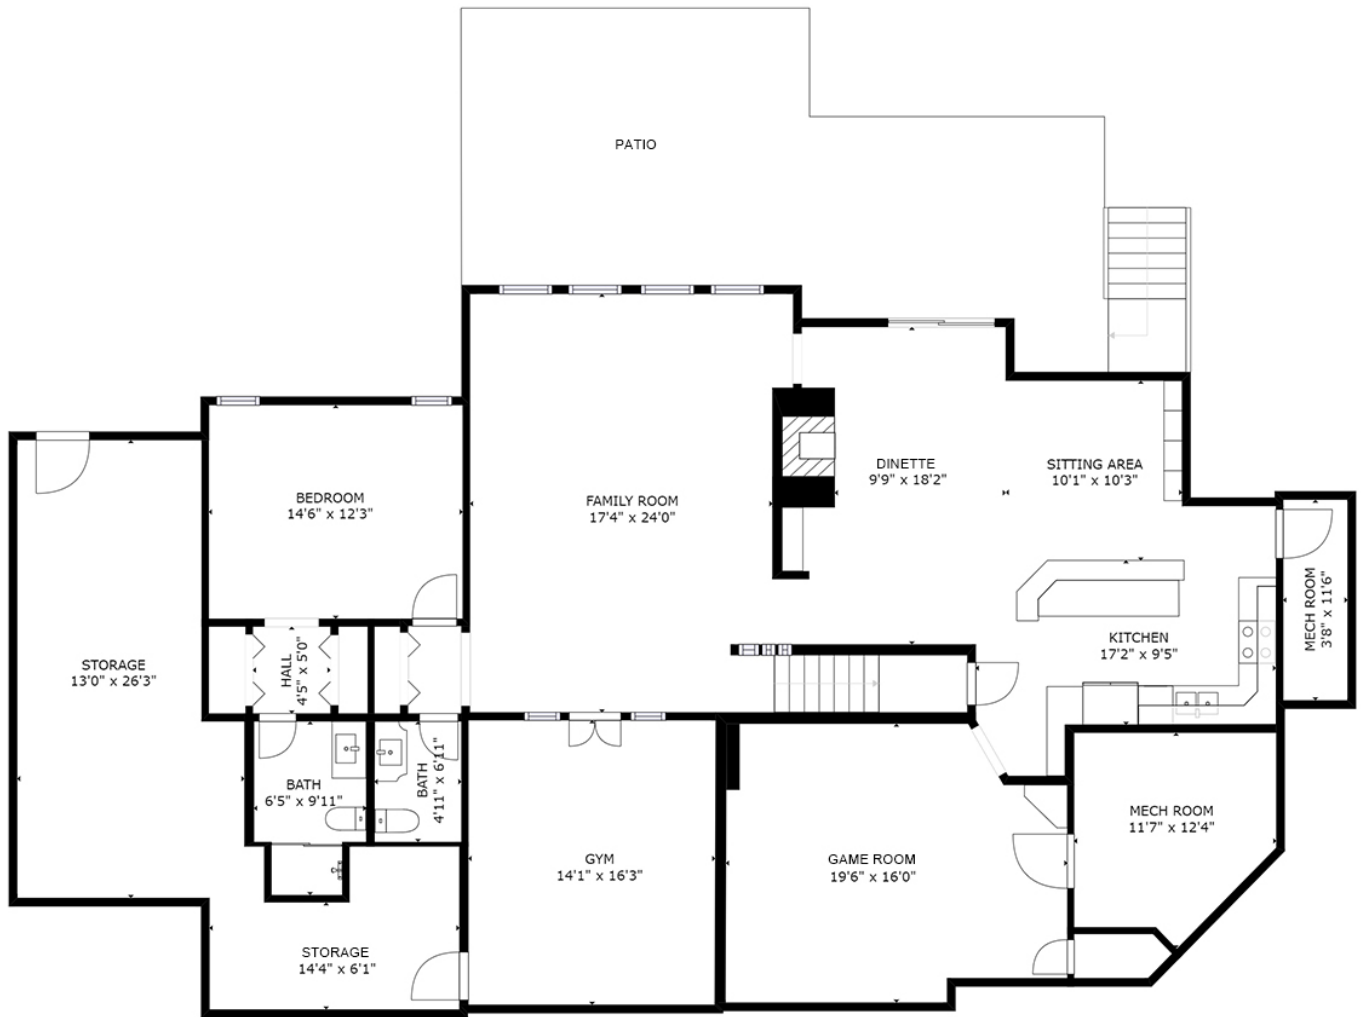 PATIO
DINETTE
9'9" x 18'2"
SITTING AREA
10'1" x 10'3"
BEDROOM
14'6" x 12'3"
FAMILY ROOM
17'4" x 24'0"
MECH ROOM
3'8" x 11'6"
KITCHEN
17'2" x 9'5"
STORAGE
13'0" x 26'3"
HALL
4'5" x 5'0"
BATH
6'5" x 9'11"
BATH
4'11" x 6'11"
MECH ROOM
11'7" x 12'4"
GYM
14'1" x 16'3"
GAME ROOM
19'6" x 16'0"
STORAGE
14'4" x 6'1"